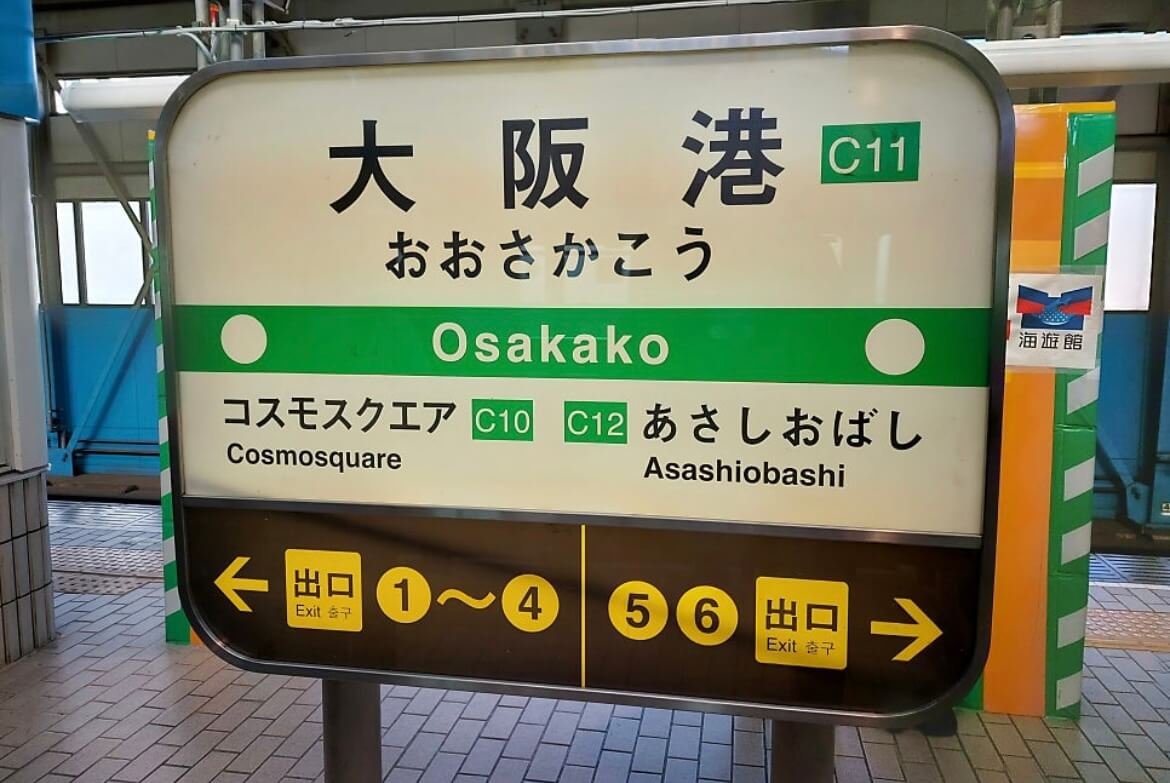 大阪港 C11
おおさかこう
Osakako
コスモスクエア C10 C12 あさしおばし
Cosmosquare Asashiobashi
← 出口 1～4 5 6 出口 →
Exit 출구 Exit 출구
海遊館